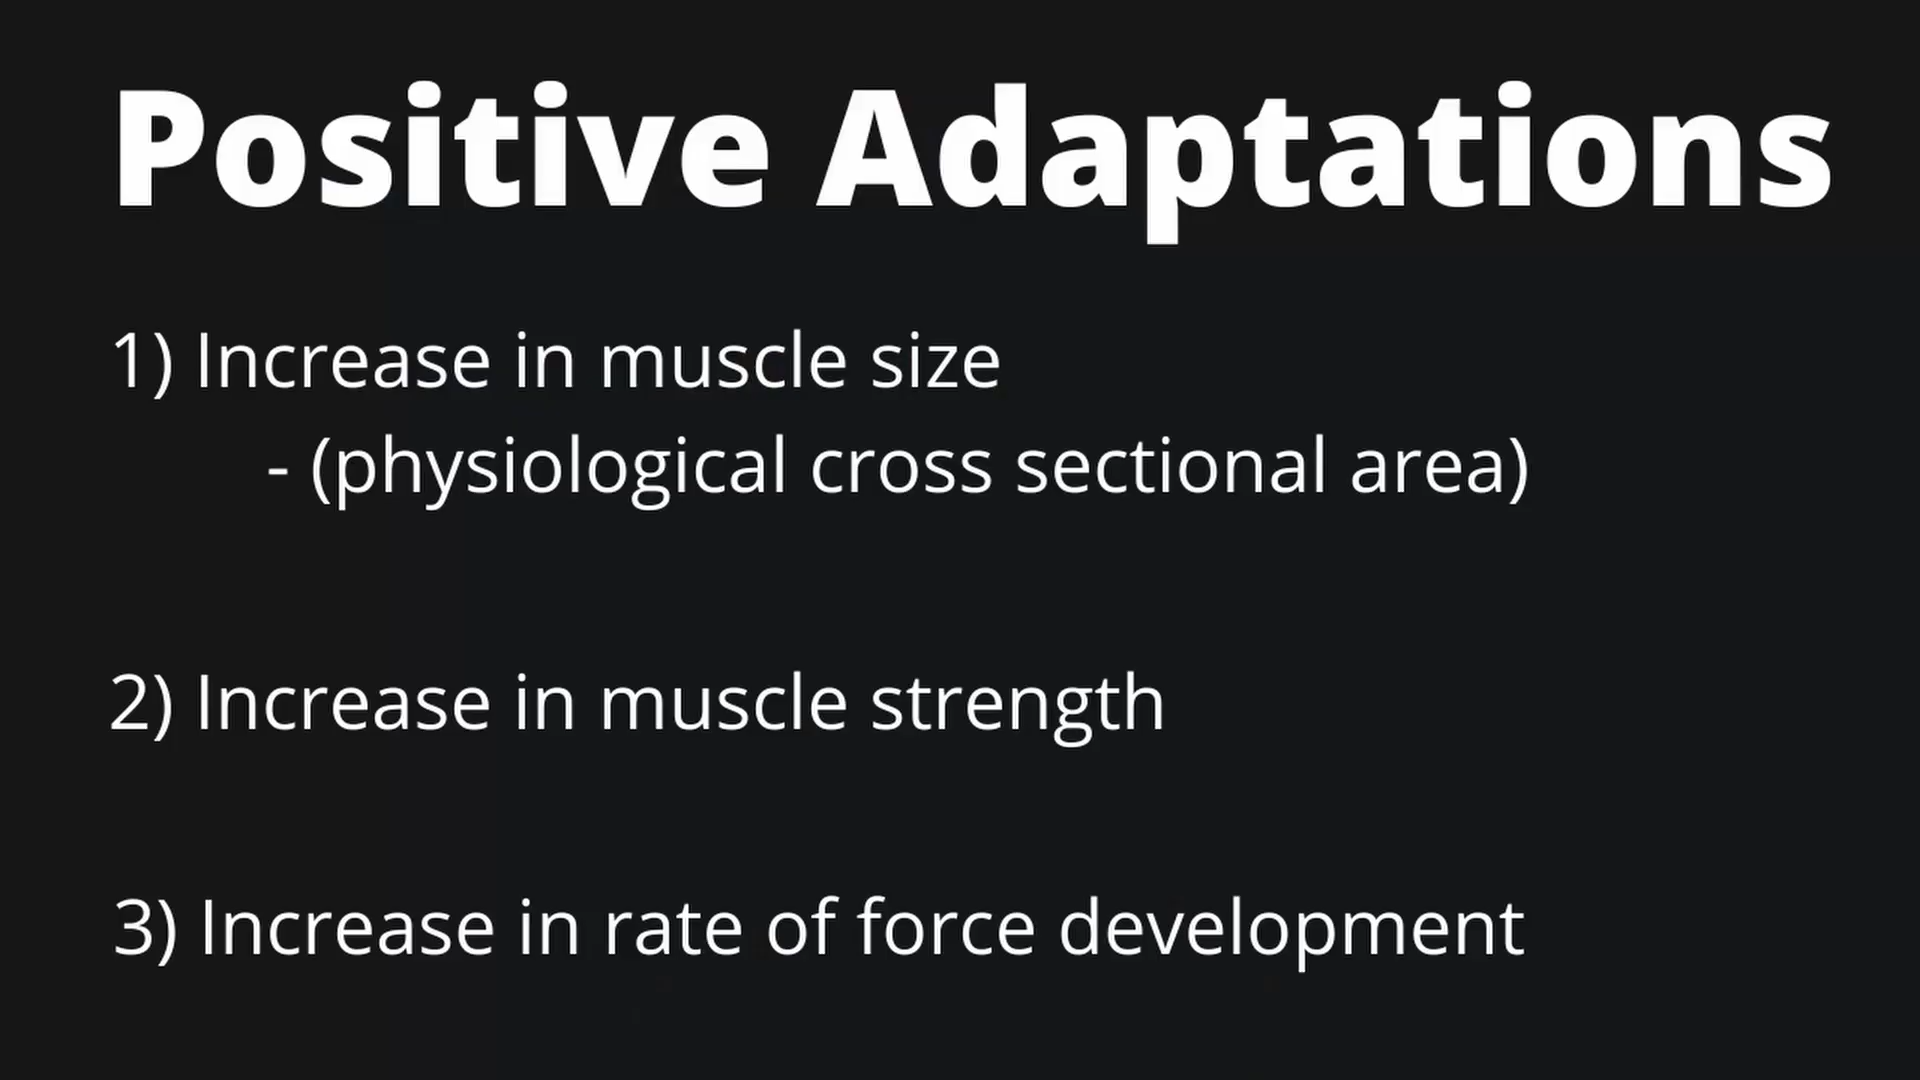 Positive Adaptations
1) Increase in muscle size
- (physiological cross sectional area)
2) Increase in muscle strength
3) Increase in rate of force development